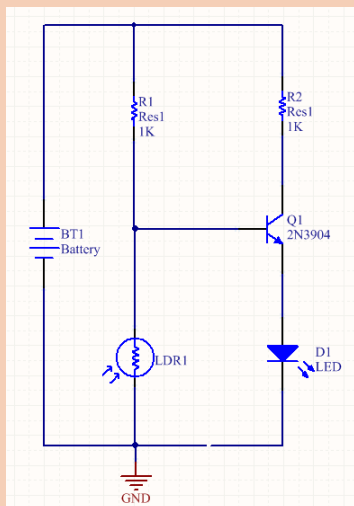 R1
Res1
1K
R2
Res1
1K
Q1
2N3904
BT1
Battery
LDR1
D1
LED
GND